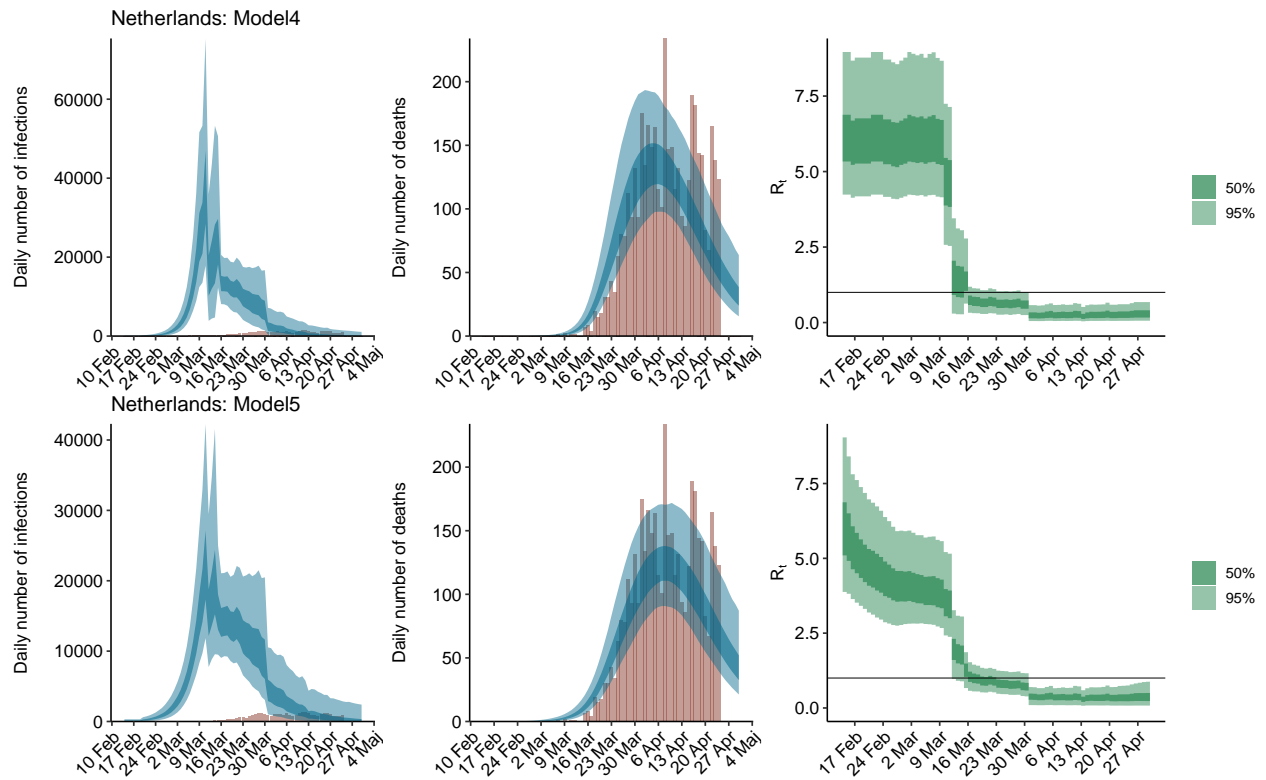 Netherlands: Model4
Daily number of infections
60000
40000
20000
0
10 Feb
17 Feb
24 Feb
2 Mar
9 Mar
16 Mar
23 Mar
30 Mar
6 Apr
13 Apr
20 Apr
27 Apr
4 Maj
Daily number of deaths
200
150
100
50
0
10 Feb
17 Feb
24 Feb
2 Mar
9 Mar
16 Mar
23 Mar
30 Mar
6 Apr
13 Apr
20 Apr
27 Apr
4 Maj
Rt
7.5
5.0
2.5
0.0
17 Feb
24 Feb
2 Mar
9 Mar
16 Mar
23 Mar
30 Mar
6 Apr
13 Apr
20 Apr
27 Apr
50%
95%
Netherlands: Model5
Daily number of infections
40000
30000
20000
10000
0
10 Feb
17 Feb
24 Feb
2 Mar
9 Mar
16 Mar
23 Mar
30 Mar
6 Apr
13 Apr
20 Apr
27 Apr
4 Maj
Daily number of deaths
200
150
100
50
0
10 Feb
17 Feb
24 Feb
2 Mar
9 Mar
16 Mar
23 Mar
30 Mar
6 Apr
13 Apr
20 Apr
27 Apr
4 Maj
Rt
7.5
5.0
2.5
0.0
17 Feb
24 Feb
2 Mar
9 Mar
16 Mar
23 Mar
30 Mar
6 Apr
13 Apr
20 Apr
27 Apr
50%
95%